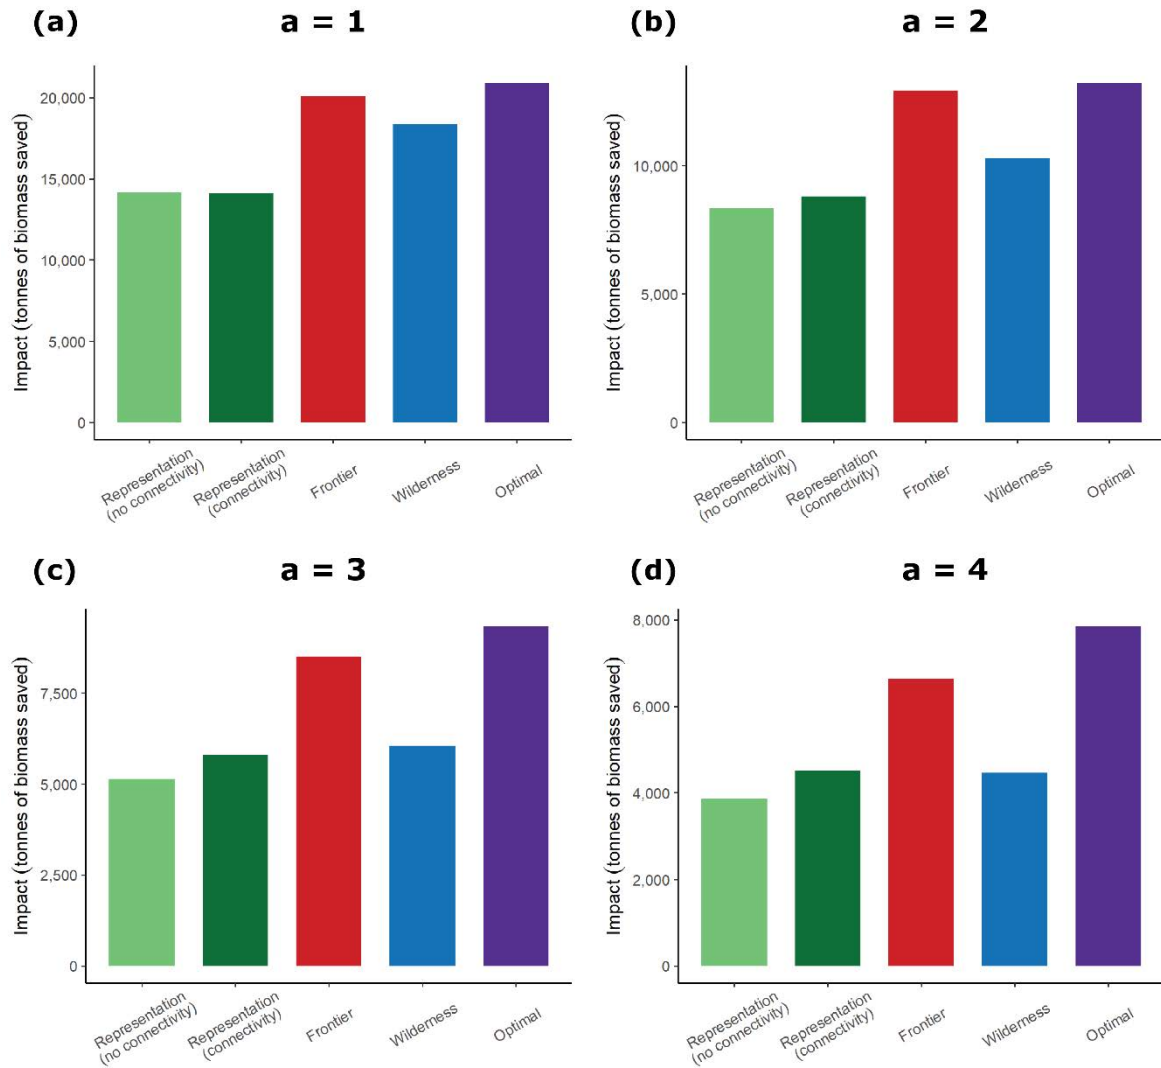 (a) a = 1
Impact (tonnes of biomass saved)
20,000
15,000
10,000
5,000
0
Representation
(no connectivity)
Representation
(connectivity)
Frontier
Wilderness
Optimal
(b) a = 2
Impact (tonnes of biomass saved)
10,000
5,000
0
Representation
(no connectivity)
Representation
(connectivity)
Frontier
Wilderness
Optimal
(c) a = 3
Impact (tonnes of biomass saved)
7,500
5,000
2,500
0
Representation
(no connectivity)
Representation
(connectivity)
Frontier
Wilderness
Optimal
(d) a = 4
Impact (tonnes of biomass saved)
8,000
6,000
4,000
2,000
0
Representation
(no connectivity)
Representation
(connectivity)
Frontier
Wilderness
Optimal